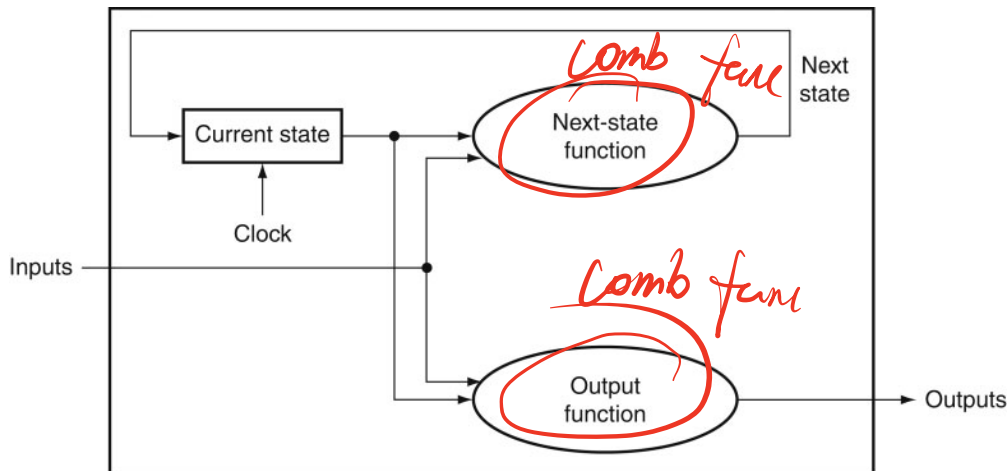 comb func
Next
state
Current state
Next-state
function
Clock
Inputs
comb func
Output
function
Outputs